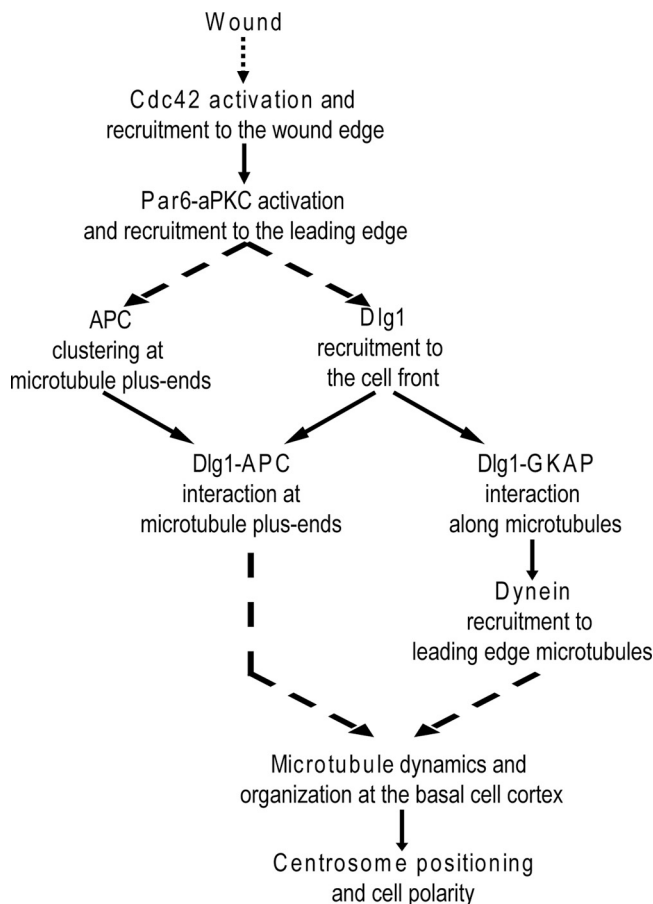 Wound
Cdc42 activation and
recruitment to the wound edge
Par6-aPKC activation
and recruitment to the leading edge
APC
clustering at
microtubule plus-ends
Dlg1
recruitment to
the cell front
Dlg1-APC
interaction at
microtubule plus-ends
Dlg1-GKAP
interaction
along microtubules
Dynein
recruitment to
leading edge microtubules
Microtubule dynamics and
organization at the basal cell cortex
Centrosome positioning
and cell polarity